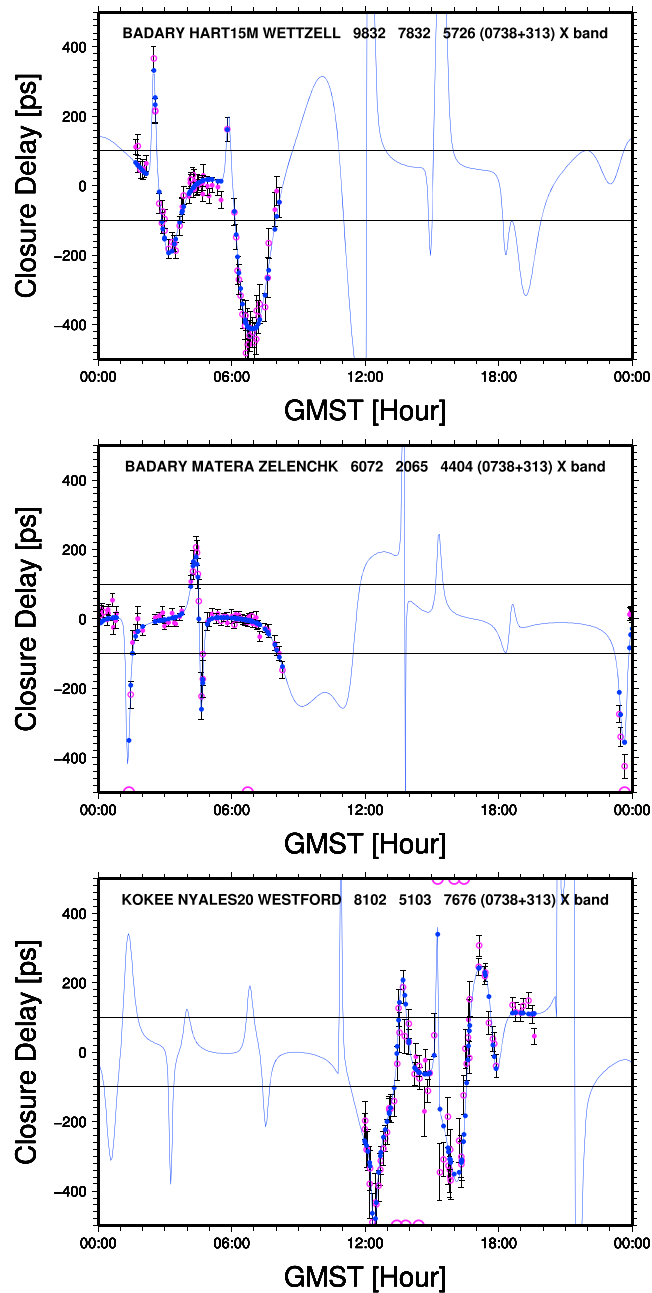 BADARY HART15M WETTZELL 9832 7832 5726 (0738+313) X band
Closure Delay [ps]
400
200
0
−200
−400
00:00 06:00 12:00 18:00 00:00
GMST [Hour]
BADARY MATERA ZELENCHK 6072 2065 4404 (0738+313) X band
Closure Delay [ps]
400
200
0
−200
−400
00:00 06:00 12:00 18:00 00:00
GMST [Hour]
KOKEE NYALES20 WESTFORD 8102 5103 7676 (0738+313) X band
Closure Delay [ps]
400
200
0
−200
−400
00:00 06:00 12:00 18:00 00:00
GMST [Hour]